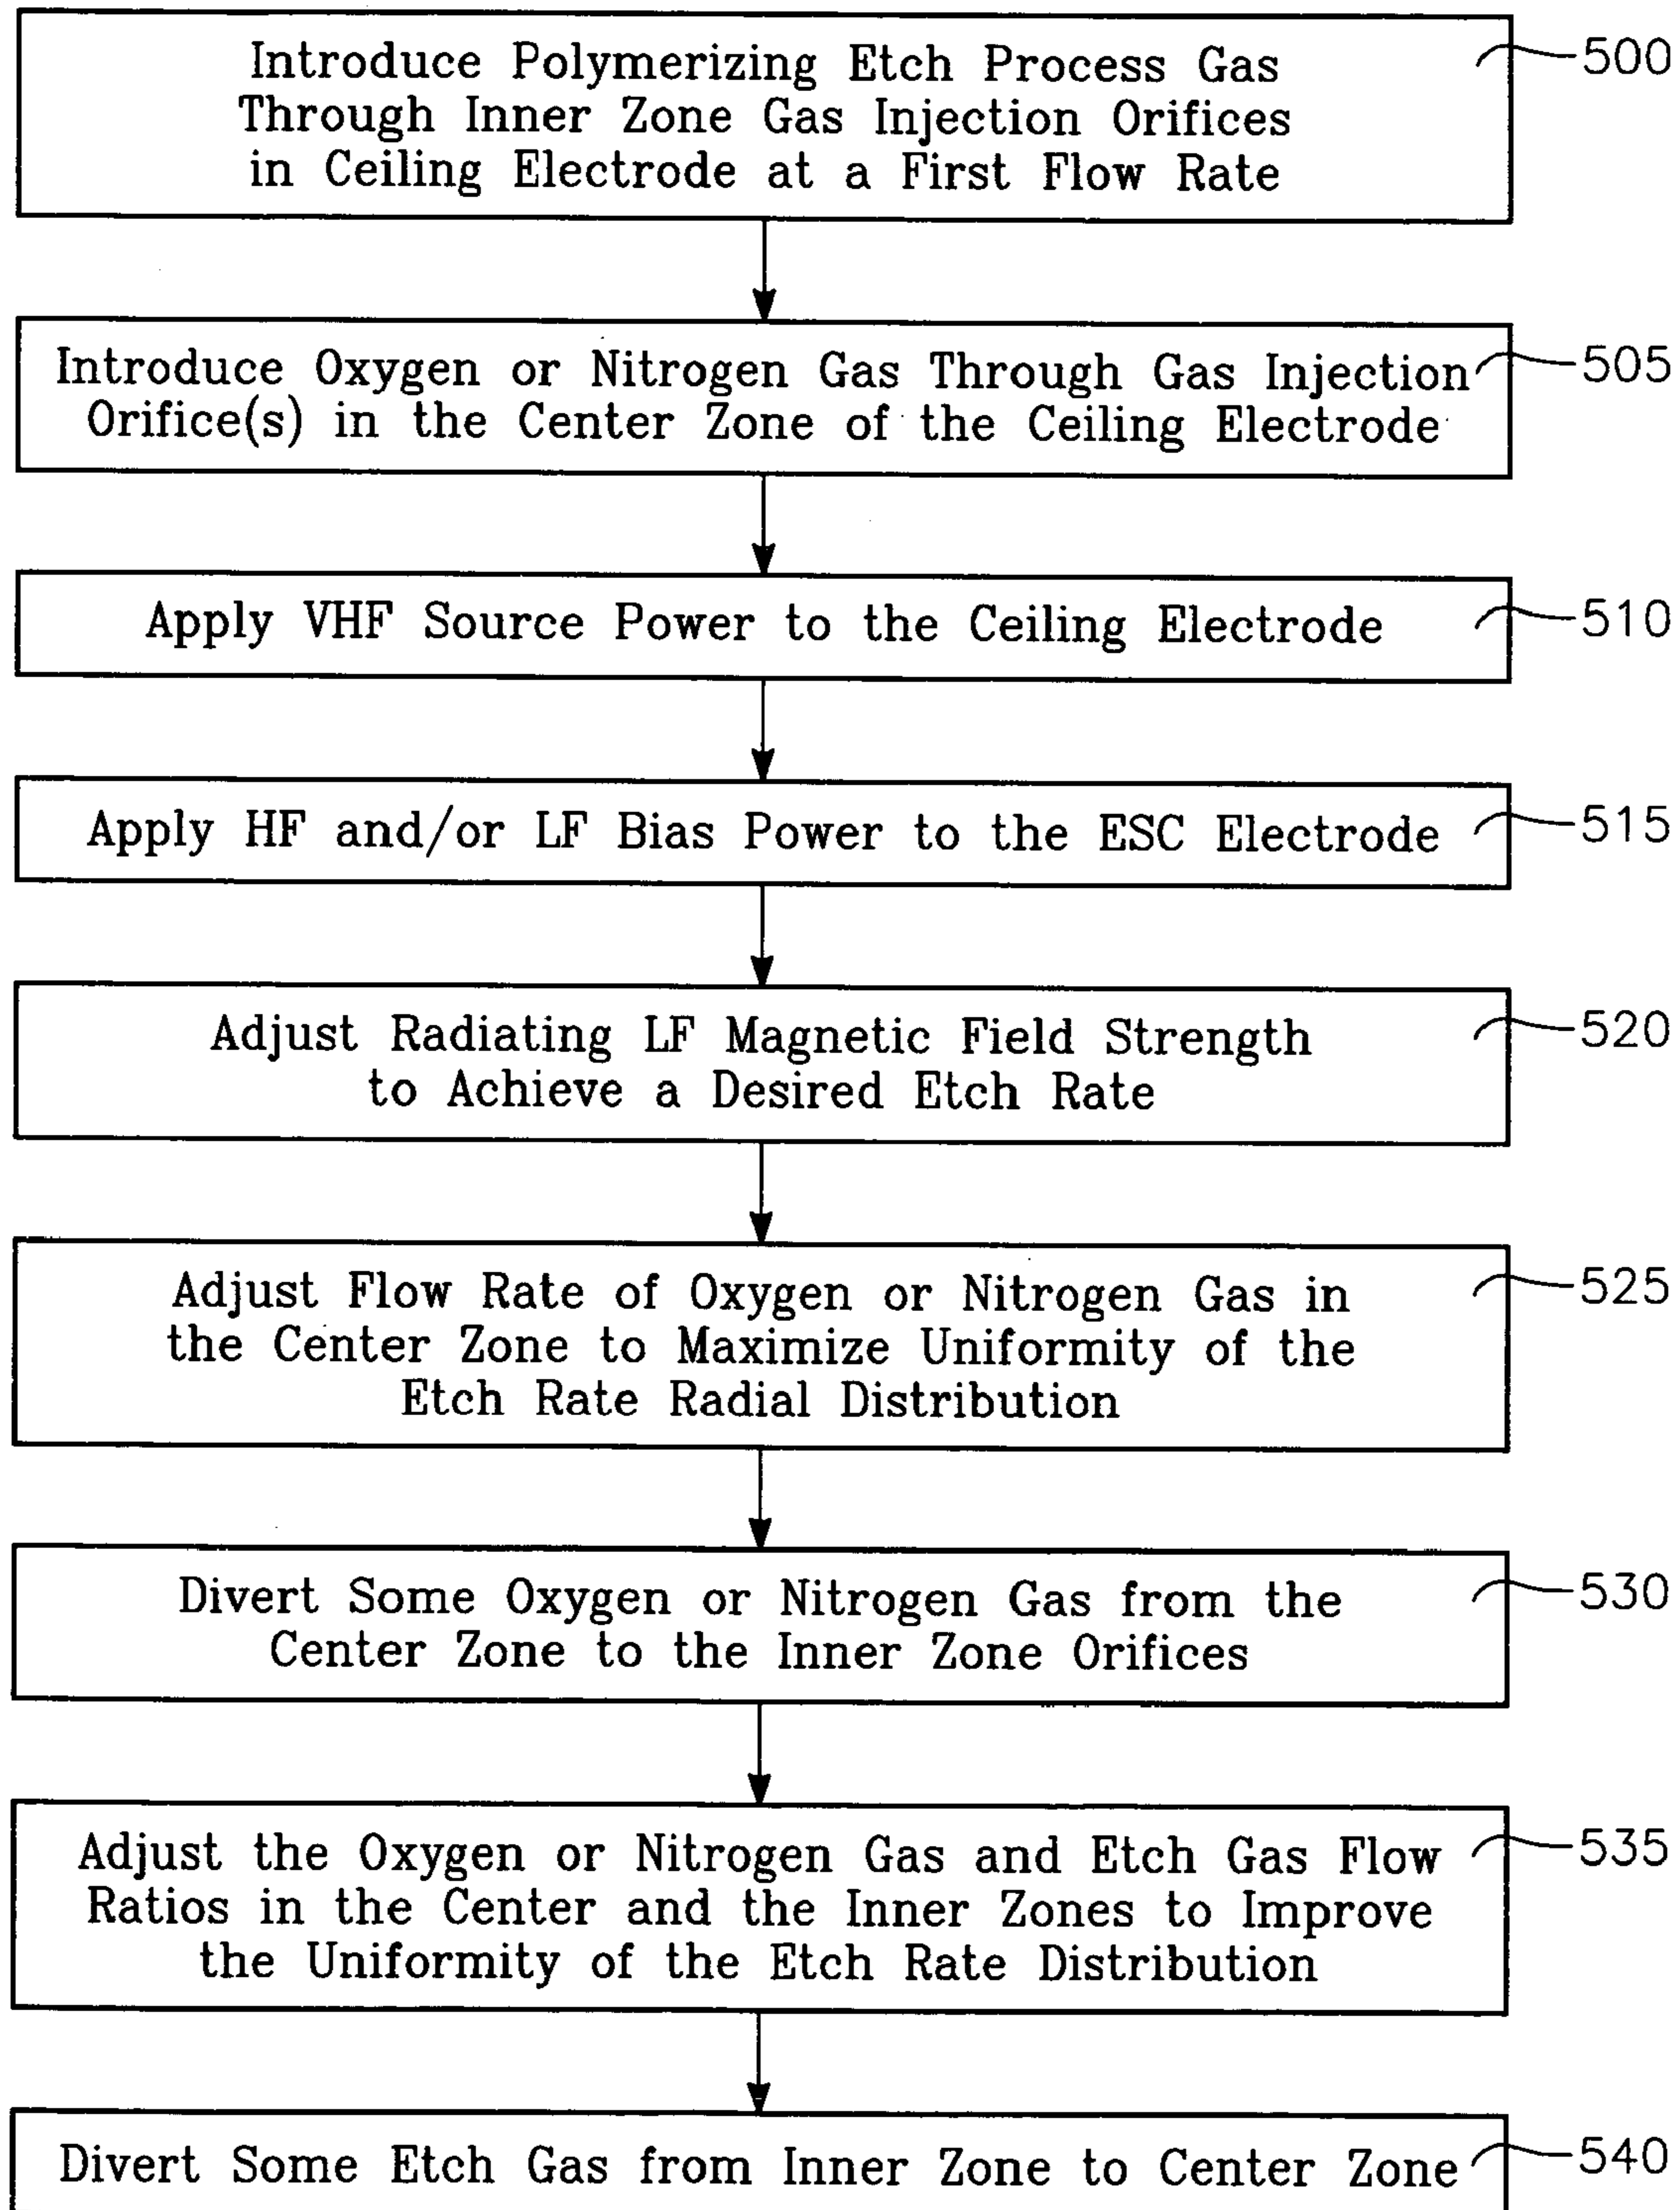 Introduce Polymerizing Etch Process Gas
Through Inner Zone Gas Injection Orifices
in Ceiling Electrode at a First Flow Rate
500
Introduce Oxygen or Nitrogen Gas Through Gas Injection
Orifice(s) in the Center Zone of the Ceiling Electrode
505
Apply VHF Source Power to the Ceiling Electrode
510
Apply HF and/or LF Bias Power to the ESC Electrode
515
Adjust Radiating LF Magnetic Field Strength
to Achieve a Desired Etch Rate
520
Adjust Flow Rate of Oxygen or Nitrogen Gas in
the Center Zone to Maximize Uniformity of the
Etch Rate Radial Distribution
525
Divert Some Oxygen or Nitrogen Gas from the
Center Zone to the Inner Zone Orifices
530
Adjust the Oxygen or Nitrogen Gas and Etch Gas Flow
Ratios in the Center and the Inner Zones to Improve
the Uniformity of the Etch Rate Distribution
535
Divert Some Etch Gas from Inner Zone to Center Zone
540